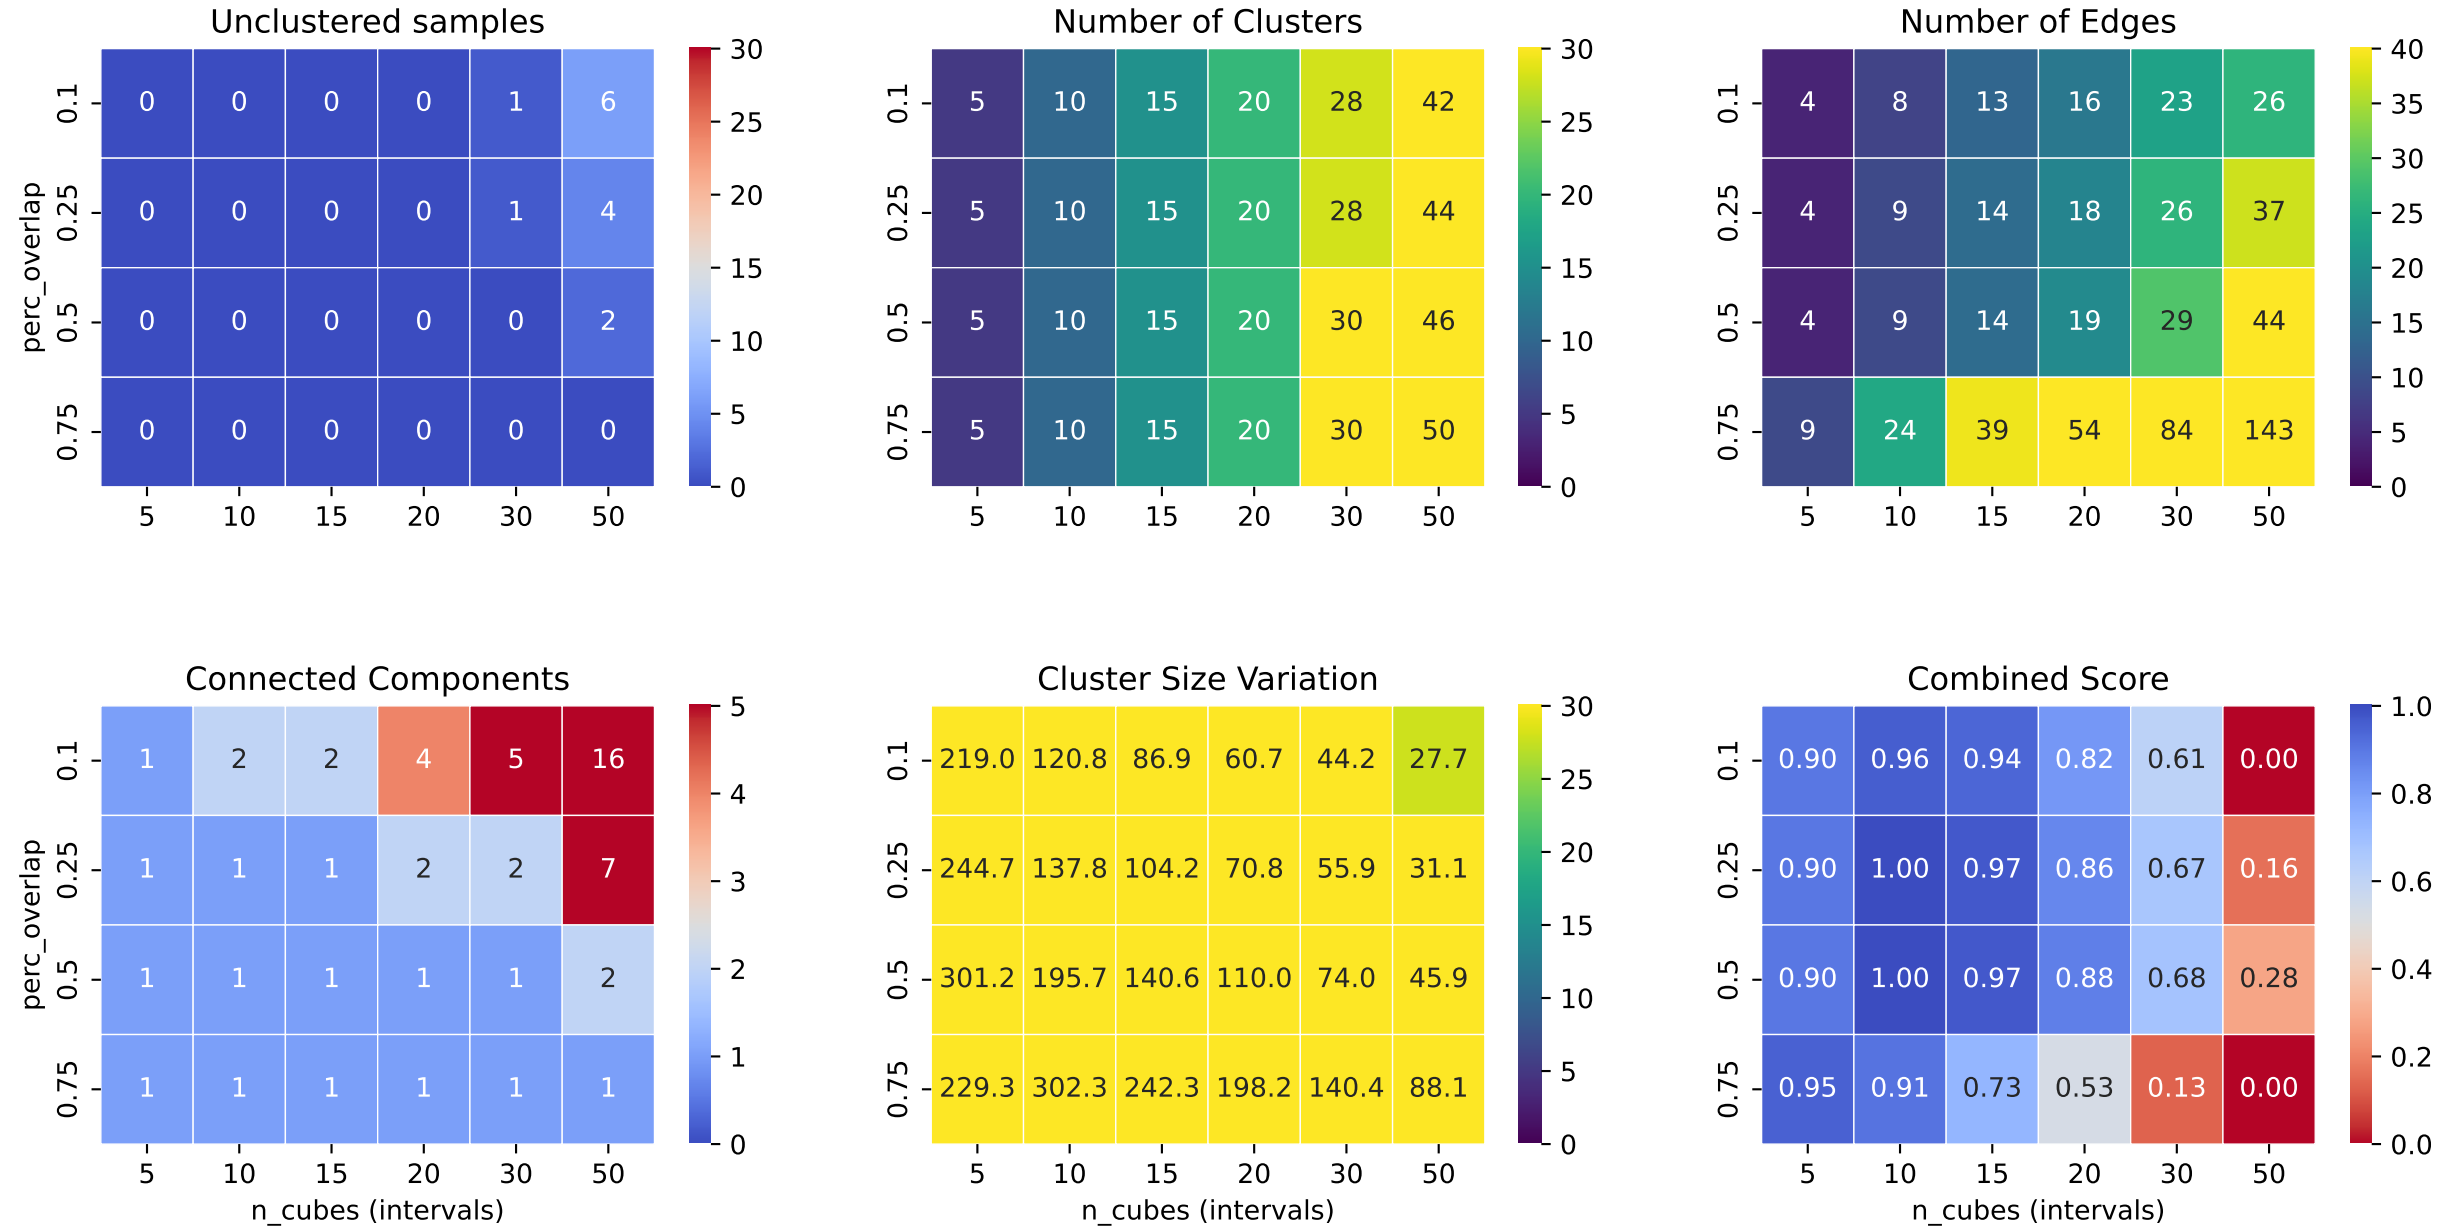 Unclustered samples
0.1 0 0 0 0 1 6
0.25 0 0 0 0 1 4
0.5 0 0 0 0 0 2
0.75 0 0 0 0 0 0
5 10 15 20 30 50
perc_overlap
30
25
20
15
10
5
0
Number of Clusters
0.1 5 10 15 20 28 42
0.25 5 10 15 20 28 44
0.5 5 10 15 20 30 46
0.75 5 10 15 20 30 50
5 10 15 20 30 50
30
25
20
15
10
5
0
Number of Edges
0.1 4 8 13 16 23 26
0.25 4 9 14 18 26 37
0.5 4 9 14 19 29 44
0.75 9 24 39 54 84 143
5 10 15 20 30 50
40
35
30
25
20
15
10
5
0
Connected Components
0.1 1 2 2 4 5 16
0.25 1 1 1 2 2 7
0.5 1 1 1 1 1 2
0.75 1 1 1 1 1 1
5 10 15 20 30 50
perc_overlap
n_cubes (intervals)
5
4
3
2
1
0
Cluster Size Variation
0.1 219.0 120.8 86.9 60.7 44.2 27.7
0.25 244.7 137.8 104.2 70.8 55.9 31.1
0.5 301.2 195.7 140.6 110.0 74.0 45.9
0.75 229.3 302.3 242.3 198.2 140.4 88.1
5 10 15 20 30 50
n_cubes (intervals)
30
25
20
15
10
5
0
Combined Score
0.1 0.90 0.96 0.94 0.82 0.61 0.00
0.25 0.90 1.00 0.97 0.86 0.67 0.16
0.5 0.90 1.00 0.97 0.88 0.68 0.28
0.75 0.95 0.91 0.73 0.53 0.13 0.00
5 10 15 20 30 50
n_cubes (intervals)
1.0
0.8
0.6
0.4
0.2
0.0